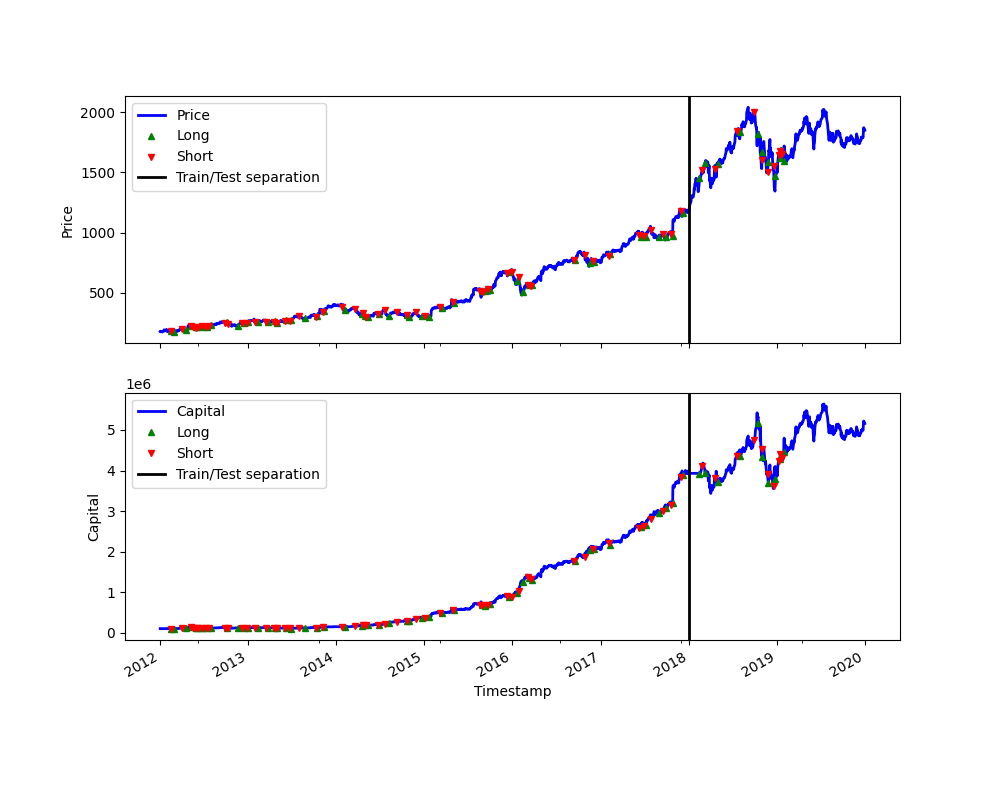 2000
1500
1000
500
Price
Price
Long
Short
Train/Test separation
1e6
5
4
3
2
1
0
Capital
Capital
Long
Short
Train/Test separation
2012
2013
2014
2015
2016
2017
2018
2019
2020
Timestamp